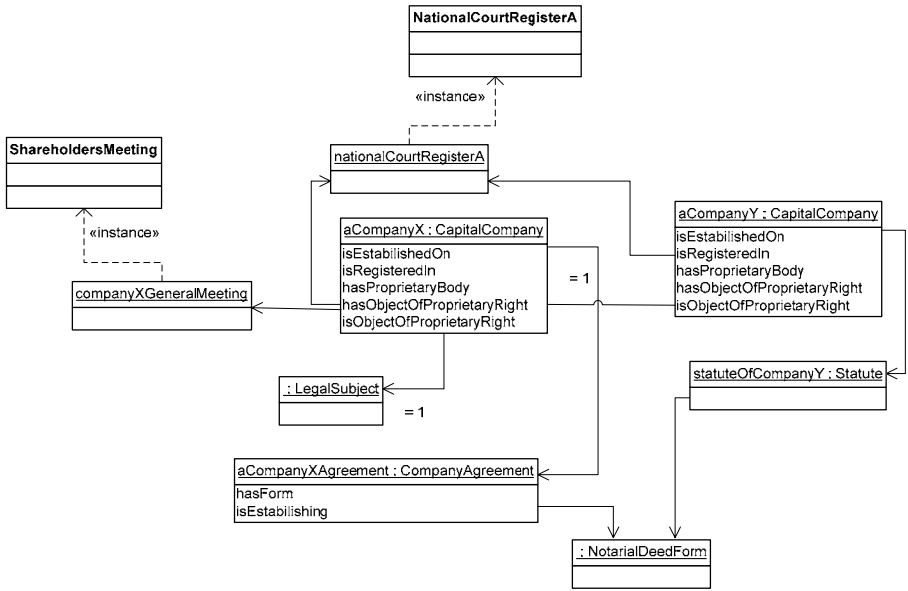 NationalCourtRegisterA
«instance»
ShareholdersMeeting
nationalCourtRegisterA
«instance»
aCompanyX : CapitalCompany
isEstabilishedOn
isRegisteredIn
hasProprietaryBody
hasObjectOfProprietaryRight
isObjectOfProprietaryRight
= 1
aCompanyY : CapitalCompany
isEstabilishedOn
isRegisteredIn
hasProprietaryBody
hasObjectOfProprietaryRight
isObjectOfProprietaryRight
companyXGeneralMeeting
: LegalSubject
= 1
statuteOfCompanyY : Statute
aCompanyXAgreement : CompanyAgreement
hasForm
isEstabilishing
: NotarialDeedForm